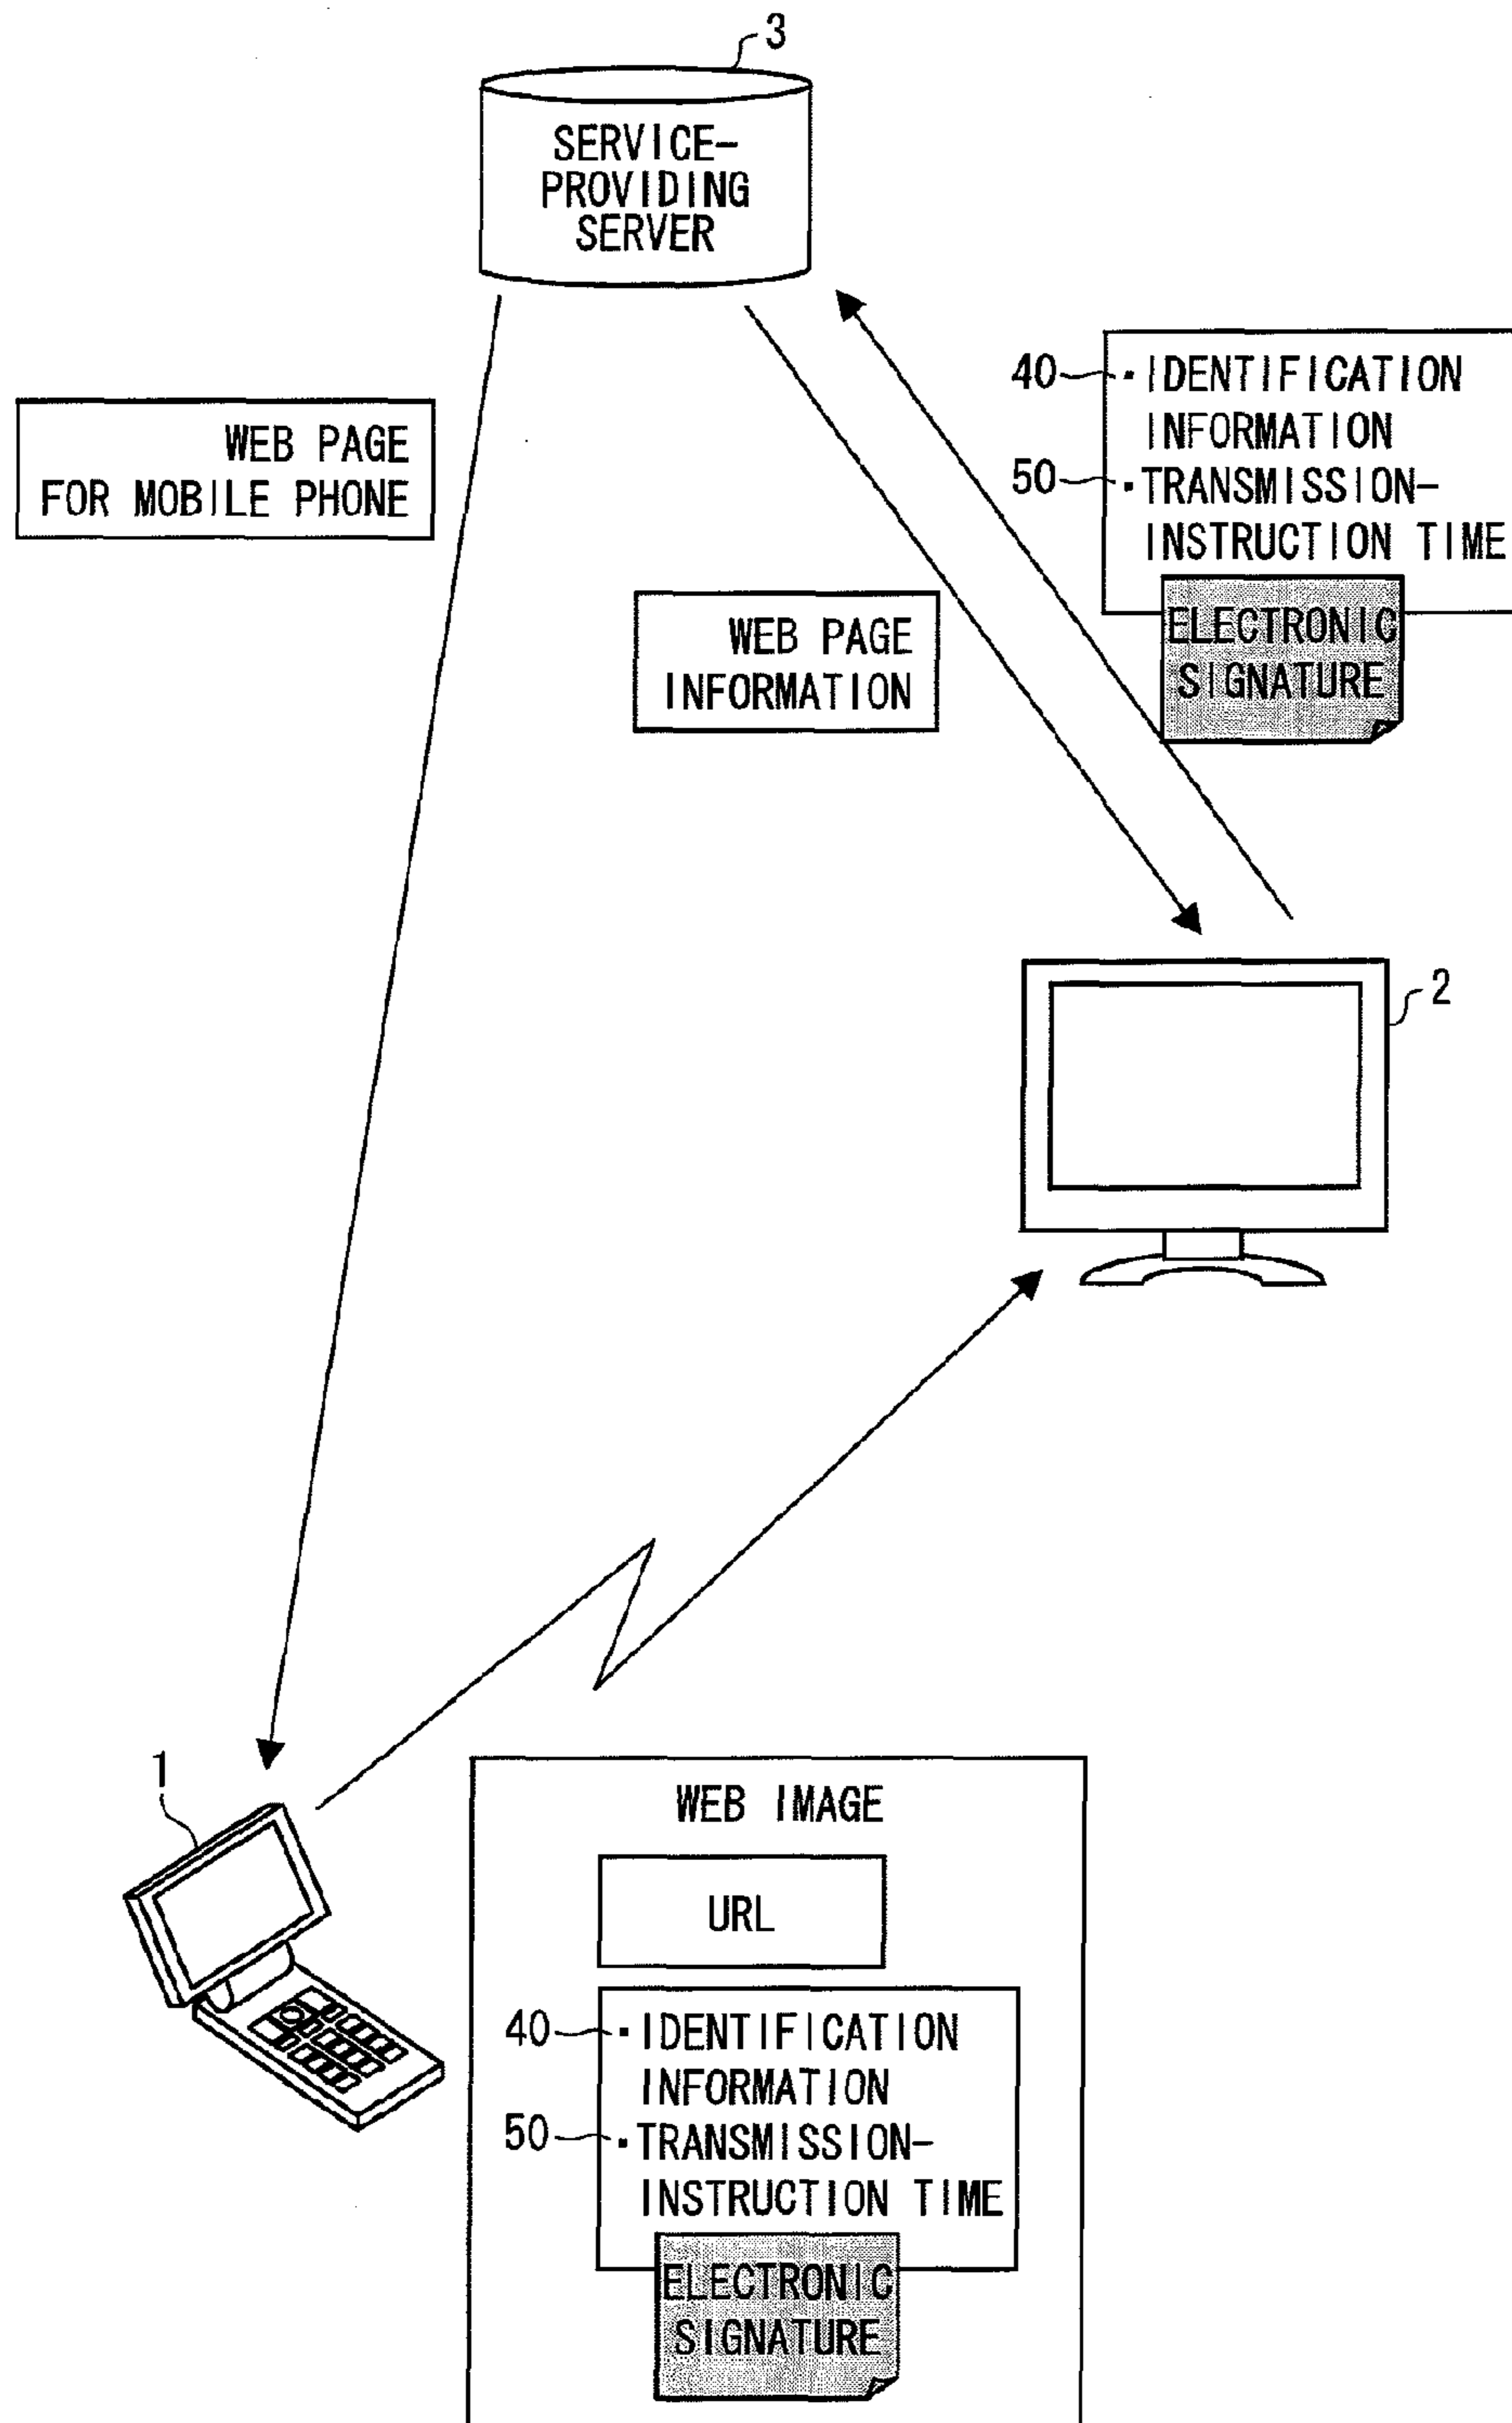 3
SERVICE-
PROVIDING
SERVER
WEB PAGE
FOR MOBILE PHONE
40 ・IDENTIFICATION
INFORMATION
50 ・TRANSMISSION-
INSTRUCTION TIME
ELECTRONIC
SIGNATURE
WEB PAGE
INFORMATION
2
1
WEB IMAGE
URL
40 ・IDENTIFICATION
INFORMATION
50 ・TRANSMISSION-
INSTRUCTION TIME
ELECTRONIC
SIGNATURE